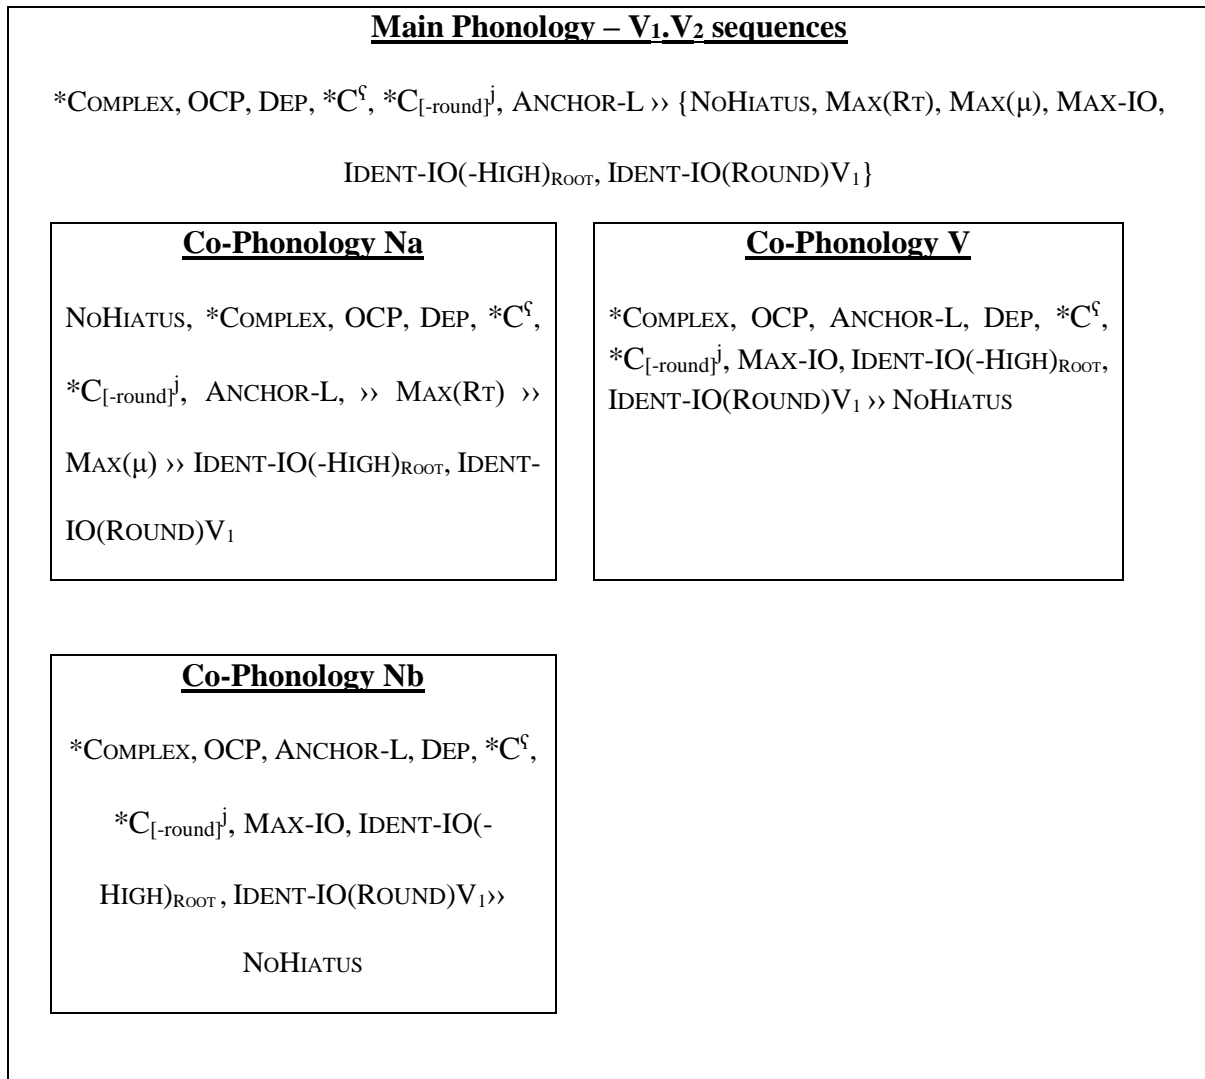 Main Phonology – V₁.V₂ sequences
*COMPLEX, OCP, DEP, *Cˤ, *C[-round]ʲ, ANCHOR-L ›› {NOHIATUS, MAX(RT), MAX(μ), MAX-IO,
IDENT-IO(-HIGH)ROOT, IDENT-IO(ROUND)V₁}
Co-Phonology Na
NOHIATUS, *COMPLEX, OCP, DEP, *Cˤ,
*C[-round]ʲ, ANCHOR-L, ›› MAX(RT) ››
MAX(μ) ›› IDENT-IO(-HIGH)ROOT, IDENT-
IO(ROUND)V₁
Co-Phonology V
*COMPLEX, OCP, ANCHOR-L, DEP, *Cˤ,
*C[-round]ʲ, MAX-IO, IDENT-IO(-HIGH)ROOT,
IDENT-IO(ROUND)V₁ ›› NOHIATUS
Co-Phonology Nb
*COMPLEX, OCP, ANCHOR-L, DEP, *Cˤ,
*C[-round]ʲ, MAX-IO, IDENT-IO(-
HIGH)ROOT , IDENT-IO(ROUND)V₁››
NOHIATUS